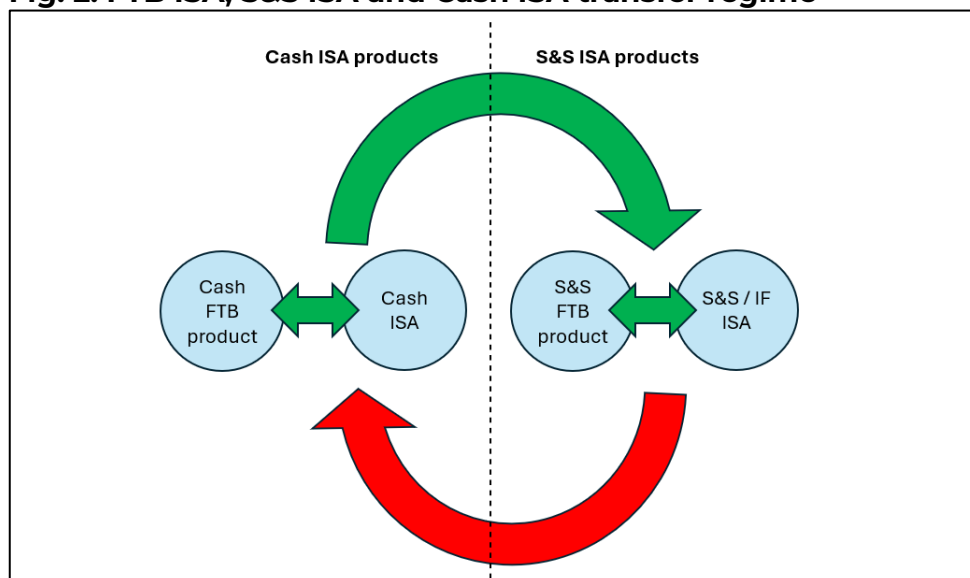 Fig. 2: FTB ISA, S&S ISA and Cash ISA transfer regime
Cash ISA products
S&S ISA products
Cash
FTB
product
Cash
ISA
S&S
FTB
product
S&S / IF
ISA